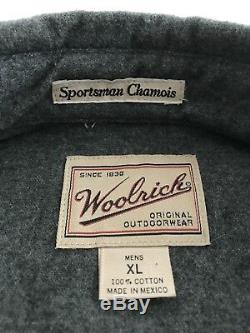 Sportsman Chamois
SINCE 1830
Woolrich
ORIGINAL
OUTDOORWEAR
MENS
XL
100% COTTON
MADE IN MEXICO